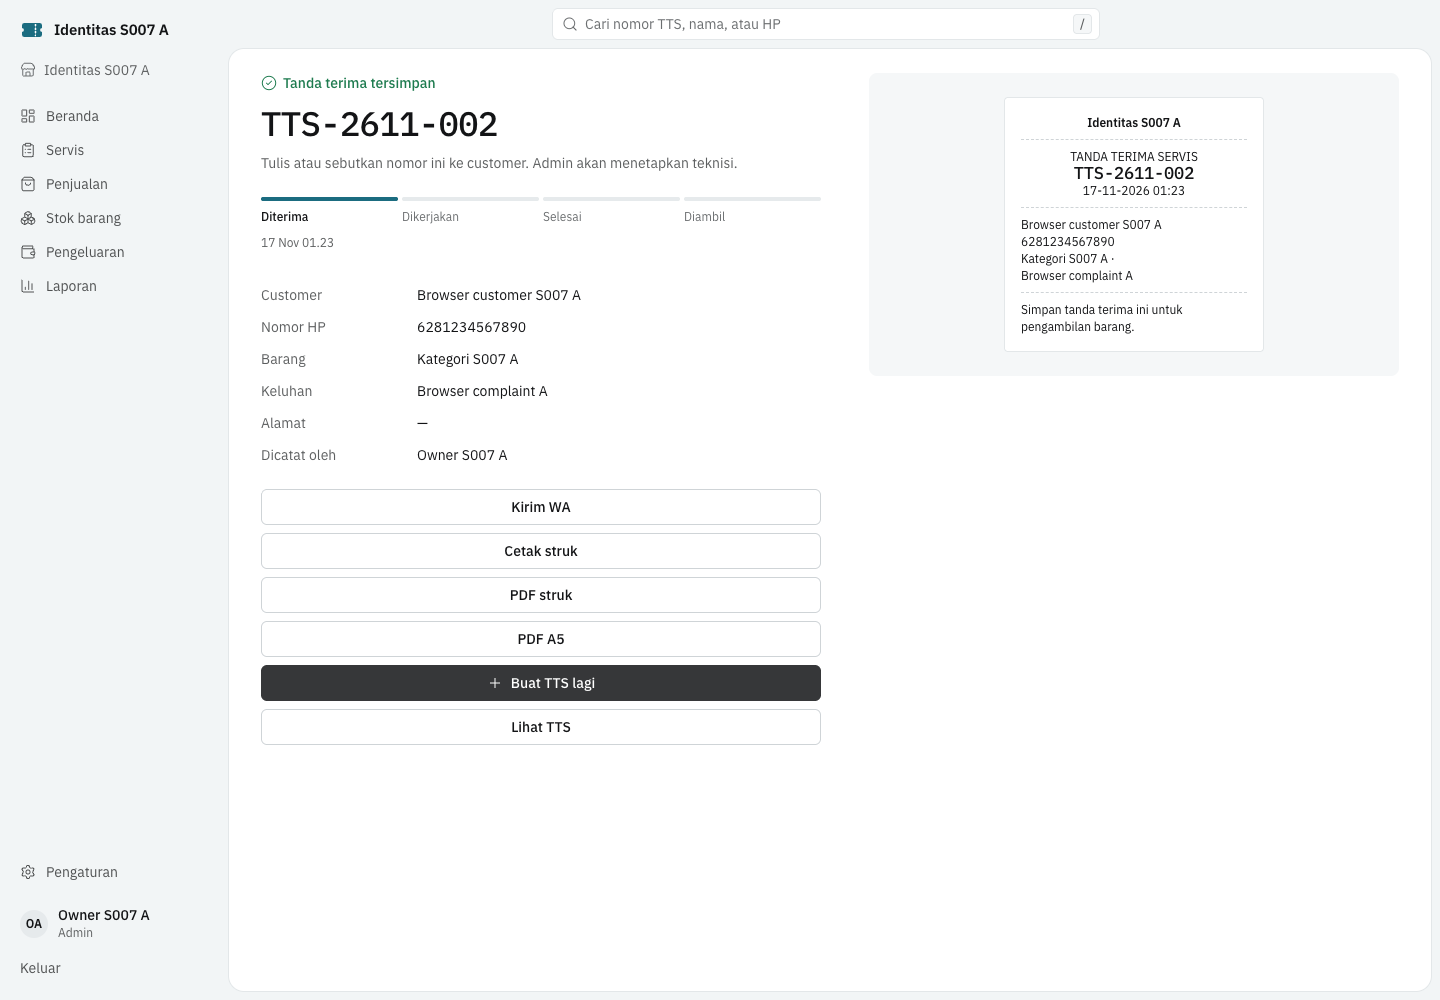 Identitas S007 A
Identitas S007 A
Beranda
Servis
Penjualan
Stok barang
Pengeluaran
Laporan
Pengaturan
OA
Owner S007 A
Admin
Keluar
Cari nomor TTS, nama, atau HP
/
Tanda terima tersimpan
TTS-2611-002
Tulis atau sebutkan nomor ini ke customer. Admin akan menetapkan teknisi.
Diterima Dikerjakan Selesai Diambil
17 Nov 01.23
Customer Browser customer S007 A
Nomor HP 6281234567890
Barang Kategori S007 A
Keluhan Browser complaint A
Alamat —
Dicatat oleh Owner S007 A
Kirim WA
Cetak struk
PDF struk
PDF A5
Buat TTS lagi
Lihat TTS
Identitas S007 A
TANDA TERIMA SERVIS
TTS-2611-002
17-11-2026 01:23
Browser customer S007 A
6281234567890
Kategori S007 A ·
Browser complaint A
Simpan tanda terima ini untuk
pengambilan barang.